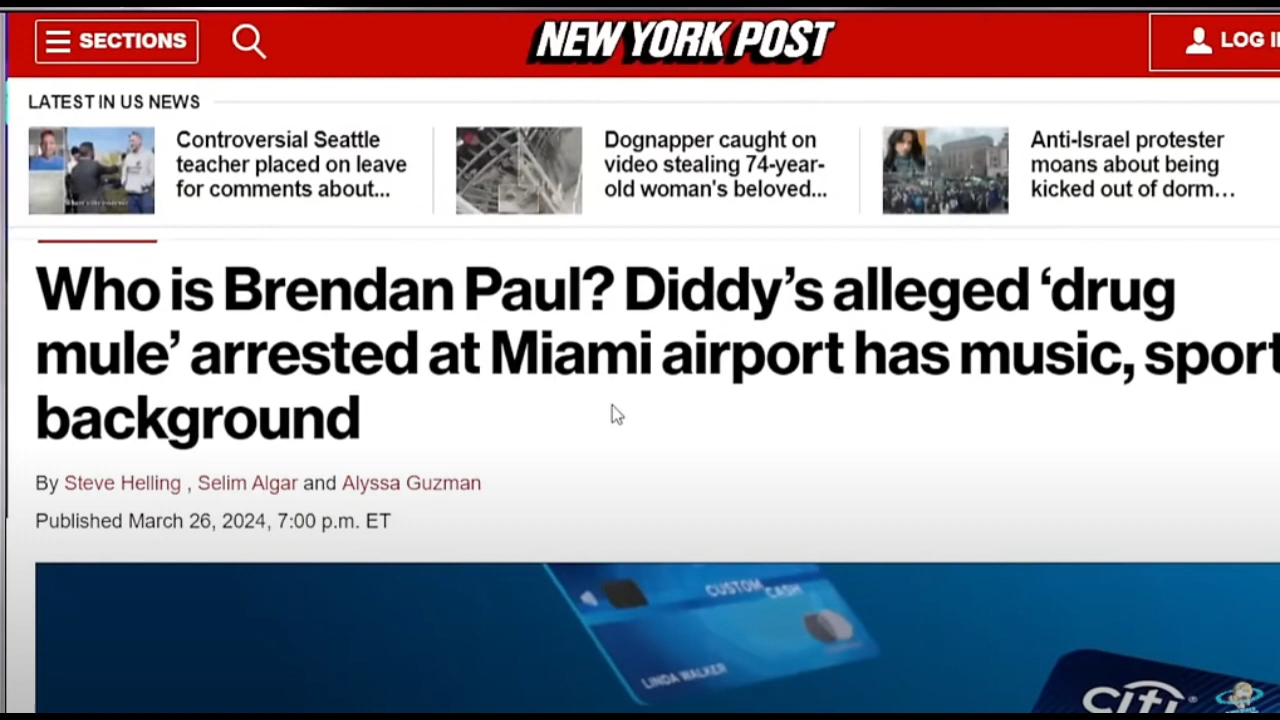 SECTIONS
NEW YORK POST
LOG I
LATEST IN US NEWS
Controversial Seattle
teacher placed on leave
for comments about...
Dognapper caught on
video stealing 74-year-
old woman's beloved...
Anti-Israel protester
moans about being
kicked out of dorm...
Who is Brendan Paul? Diddy’s alleged ‘drug
mule’ arrested at Miami airport has music, sport
background
By Steve Helling , Selim Algar and Alyssa Guzman
Published March 26, 2024, 7:00 p.m. ET
CUSTOM CASH
LINDA WALKER
citi